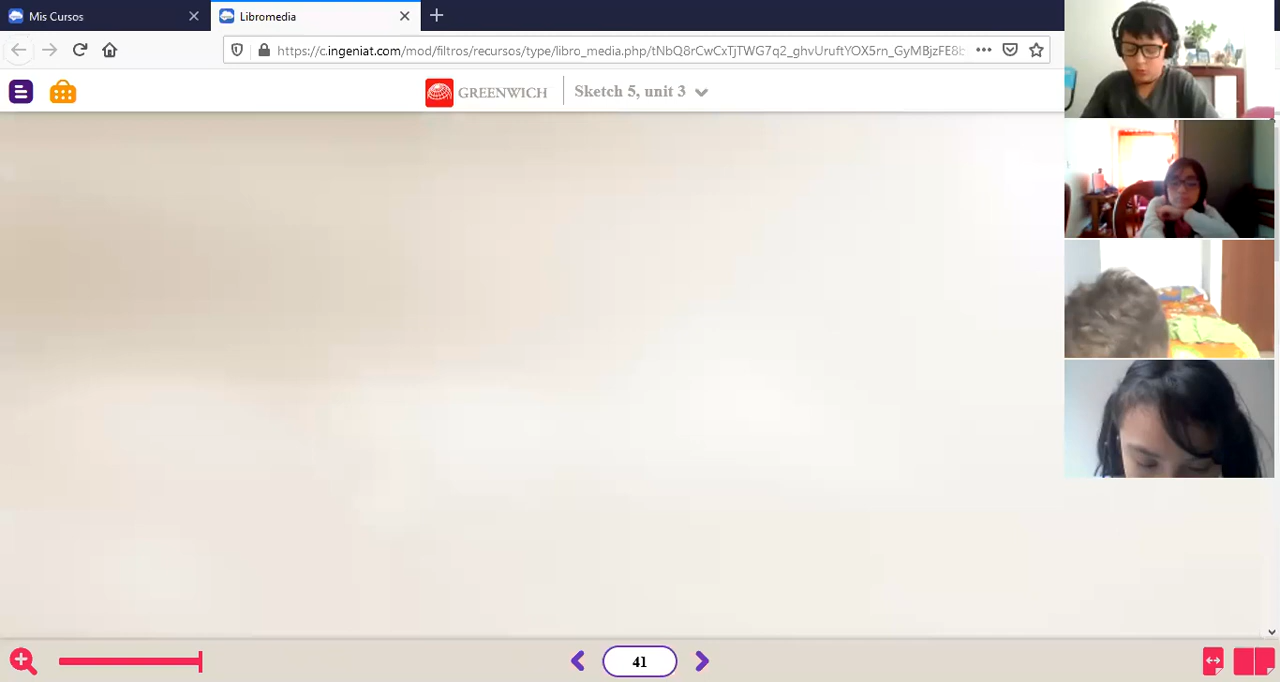 Mis Cursos
Libromedia
https://c.ingeniat.com/mod/filtros/recursos/type/libro_media.php/tNbQ8rCwCxTjTWG7q2_ghvUruftYOX5rn_GyMBjzFE8
GREENWICH
Sketch 5, unit 3
41